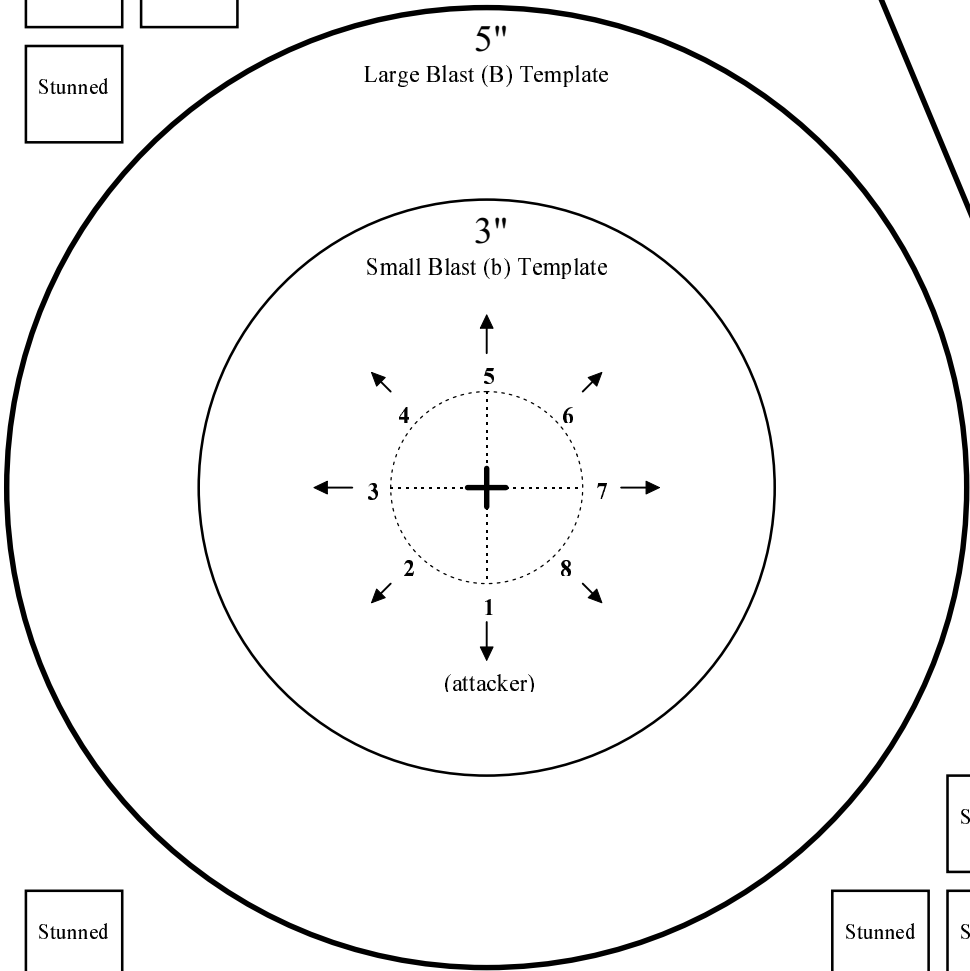 5"
Large Blast (B) Template
Stunned
3"
Small Blast (b) Template
5
4
6
3
7
2
8
1
(attacker)
Stunned
Stunned
S
S